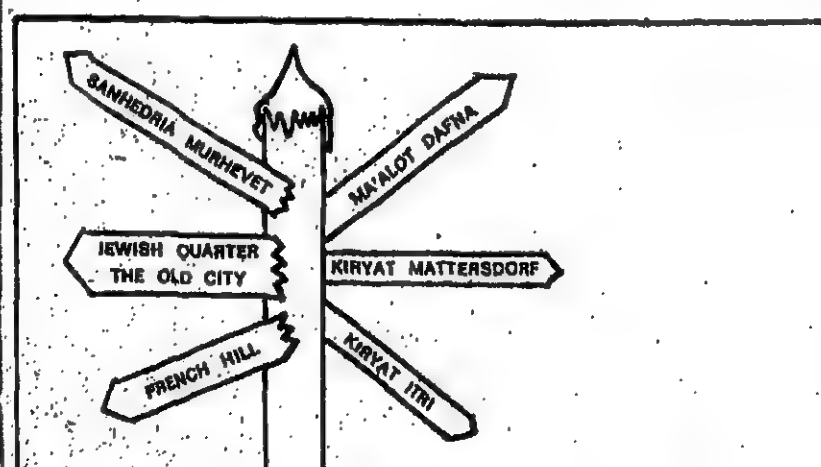 SANHEDRIA MURHEVET
MA'ALOT DAFNA
JEWISH QUARTER
THE OLD CITY
KIRYAT MATTERSDORF
FRENCH HILL
KIRYAT ITRI